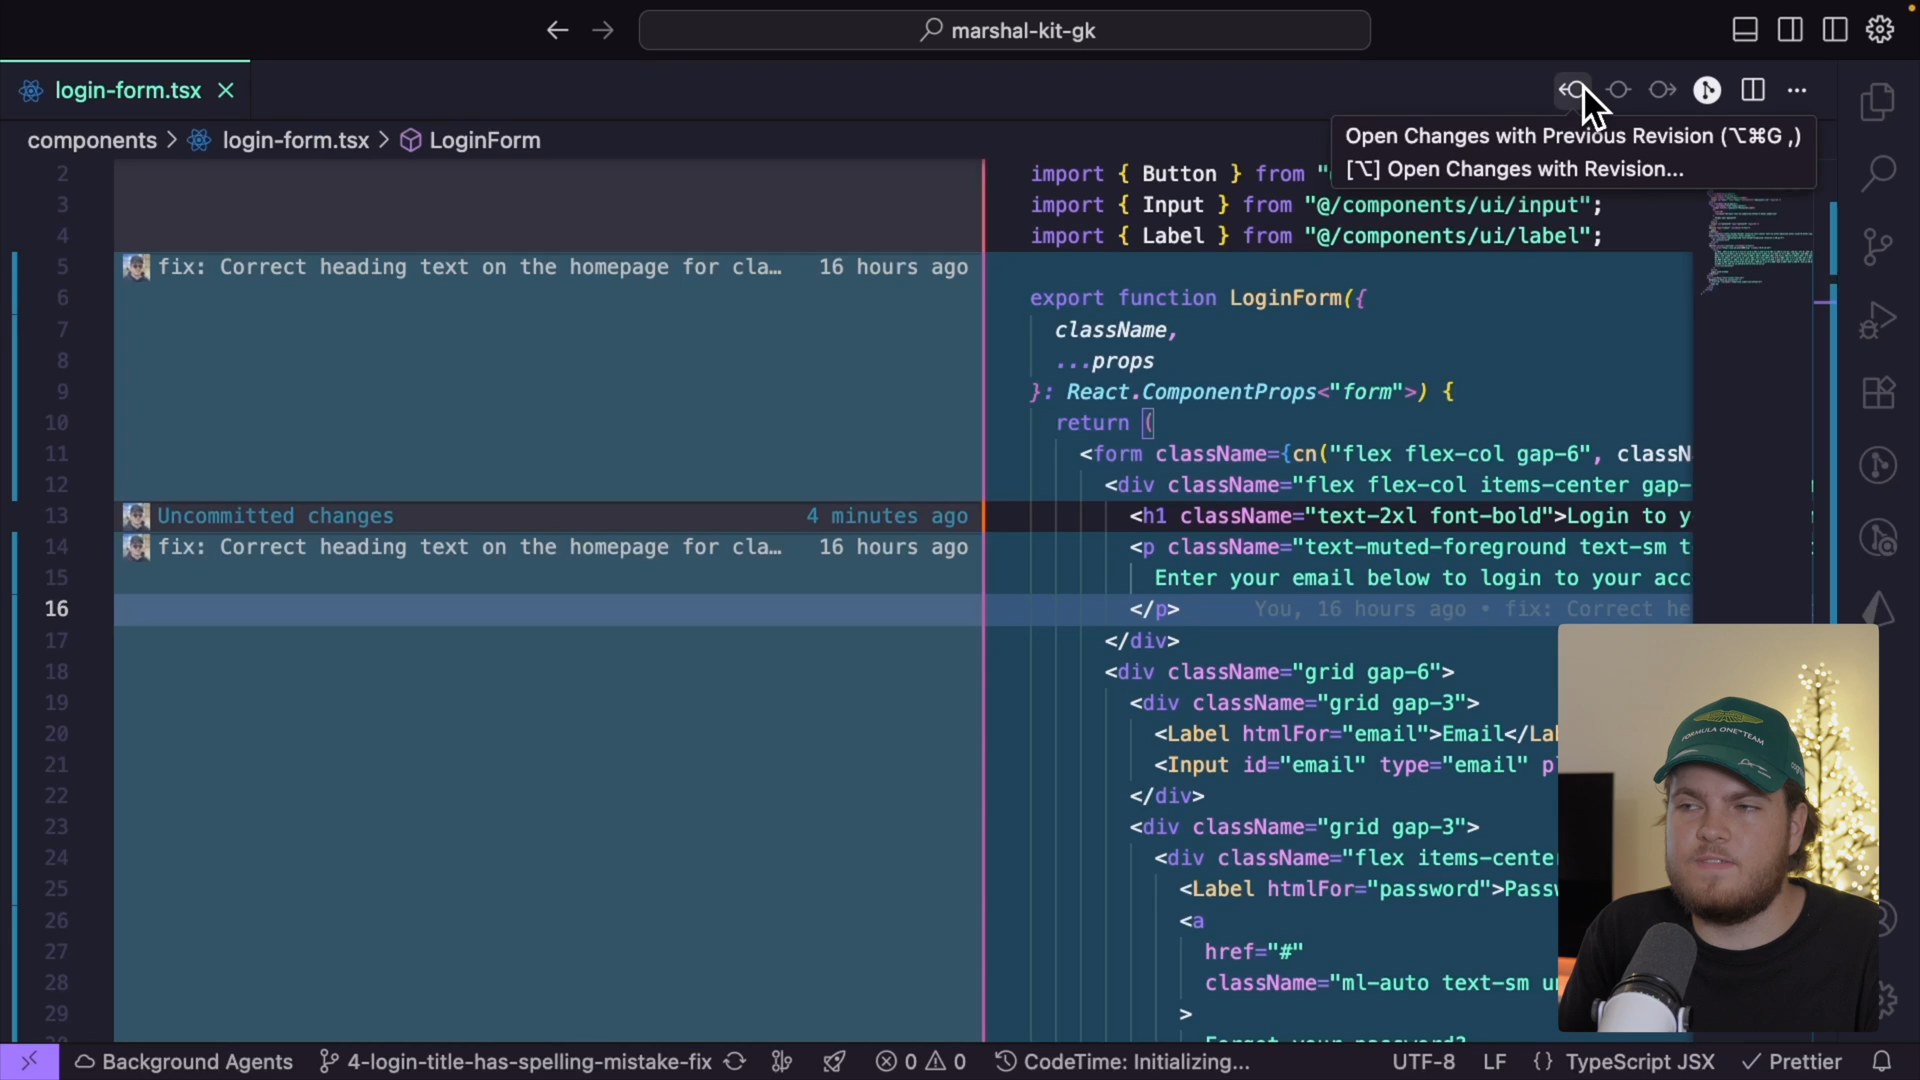 marshal-kit-gk
login-form.tsx
components > login-form.tsx > LoginForm
Open Changes with Previous Revision (⌥⌘G ,)
[⌥] Open Changes with Revision...
2 import { Button } from "
3 import { Input } from "@/components/ui/input";
4 import { Label } from "@/components/ui/label";
5 fix: Correct heading text on the homepage for cla… 16 hours ago
6 export function LoginForm({
7 className,
8 ...props
9 }: React.ComponentProps<"form">) {
10 return (
11 <form className={cn("flex flex-col gap-6", classN
12 <div className="flex flex-col items-center gap-
13 Uncommitted changes 4 minutes ago <h1 className="text-2xl font-bold">Login to y
14 fix: Correct heading text on the homepage for cla… 16 hours ago <p className="text-muted-foreground text-sm t
15 Enter your email below to login to your acc
16 </p> You, 16 hours ago • fix: Correct he
17 </div>
18 <div className="grid gap-6">
19 <div className="grid gap-3">
20 <Label htmlFor="email">Email</Lab
21 <Input id="email" type="email" pl
22 </div>
23 <div className="grid gap-3">
24 <div className="flex items-center
25 <Label htmlFor="password">Passw
26 <a
27 href="#"
28 className="ml-auto text-sm un
29 >
FORMULA ONE™ TEAM
Background Agents 4-login-title-has-spelling-mistake-fix 0 0 CodeTime: Initializing... UTF-8 LF {} TypeScript JSX Prettier